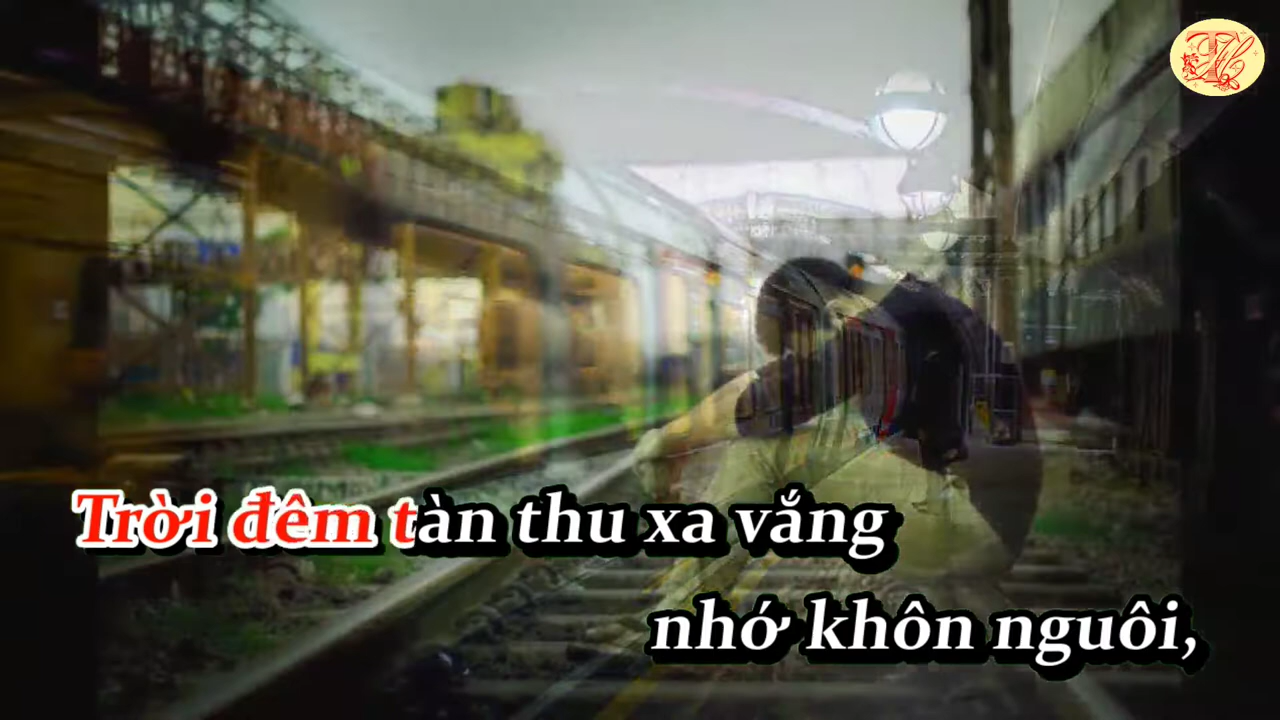 Trời đêm tàn thu xa vắng
nhớ khôn nguôi,